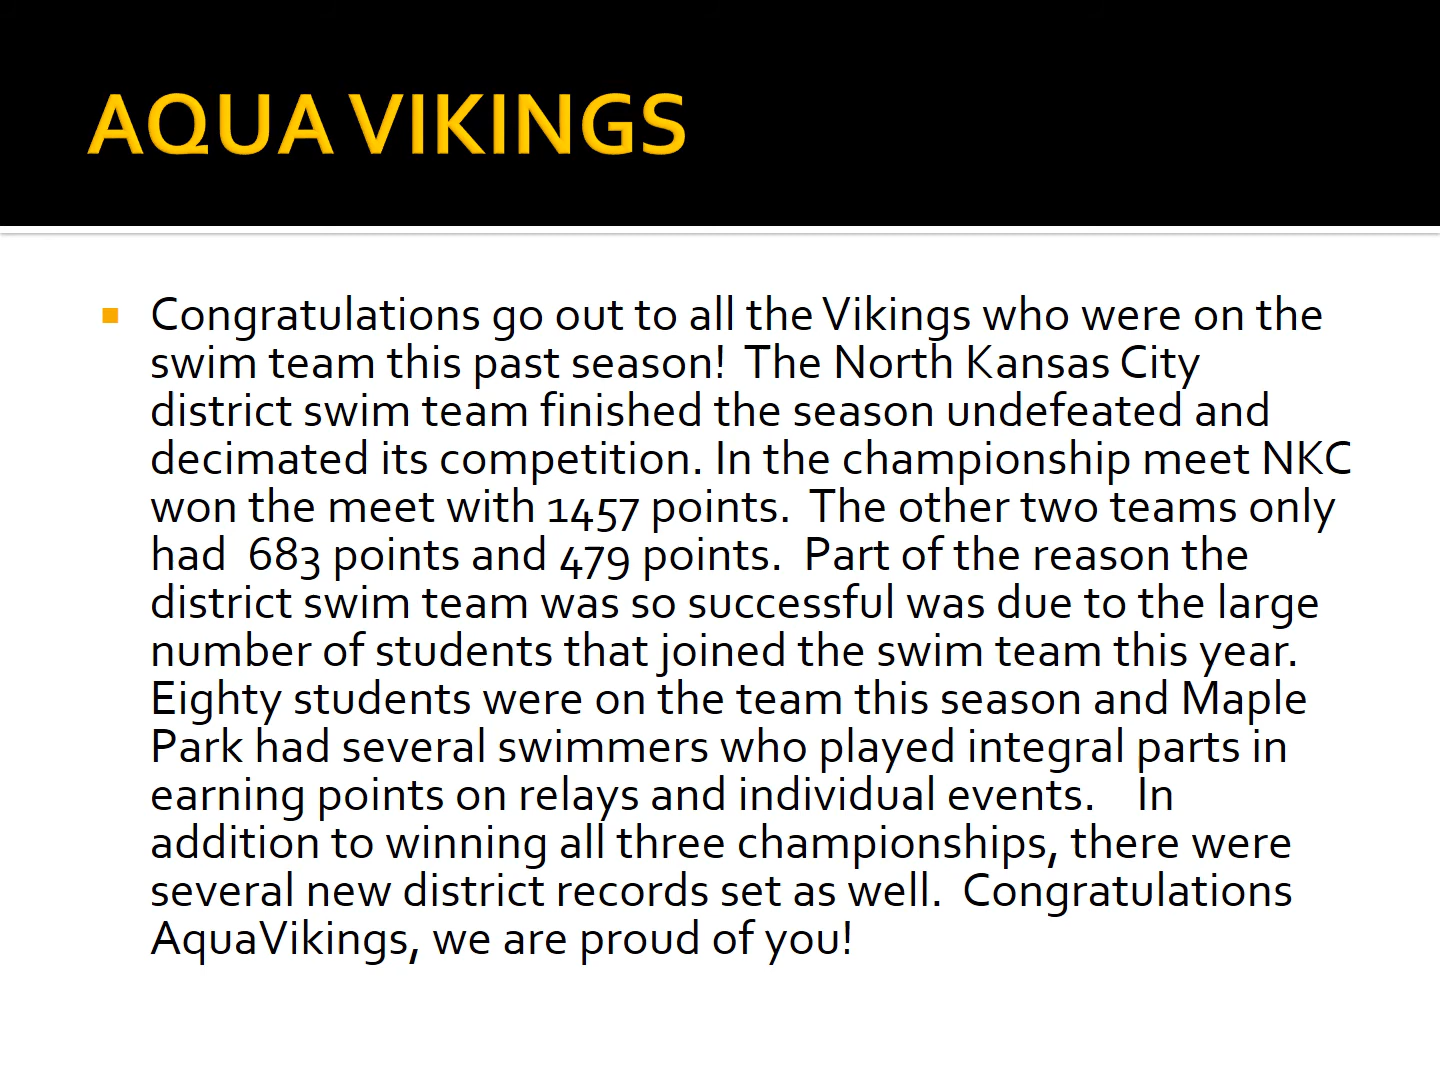 AQUA VIKINGS
Congratulations go out to all the Vikings who were on the
swim team this past season!  The North Kansas City
district swim team finished the season undefeated and
decimated its competition. In the championship meet NKC
won the meet with 1457 points.  The other two teams only
had  683 points and 479 points.  Part of the reason the
district swim team was so successful was due to the large
number of students that joined the swim team this year.
Eighty students were on the team this season and Maple
Park had several swimmers who played integral parts in
earning points on relays and individual events.    In
addition to winning all three championships, there were
several new district records set as well.  Congratulations
AquaVikings, we are proud of you!